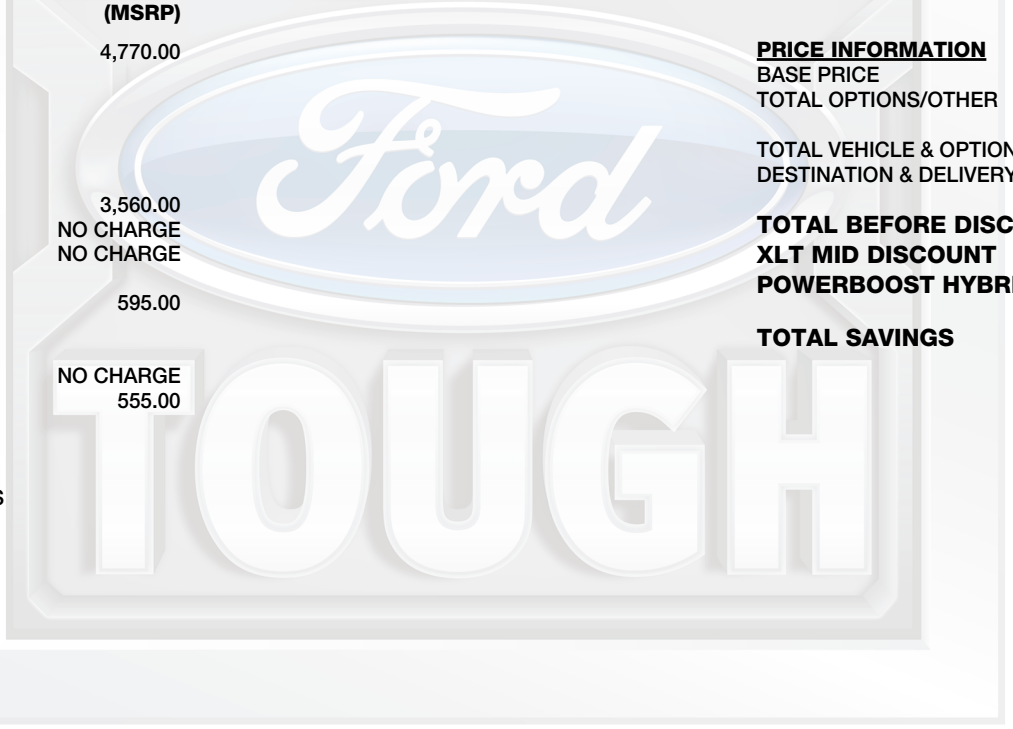 (MSRP)
4,770.00
3,560.00
NO CHARGE
NO CHARGE
595.00
NO CHARGE
555.00
S
PRICE INFORMATION
BASE PRICE
TOTAL OPTIONS/OTHER
TOTAL VEHICLE & OPTION
DESTINATION & DELIVERY
TOTAL BEFORE DISC
XLT MID DISCOUNT
POWERBOOST HYBRI
TOTAL SAVINGS
Ford
TOUGH